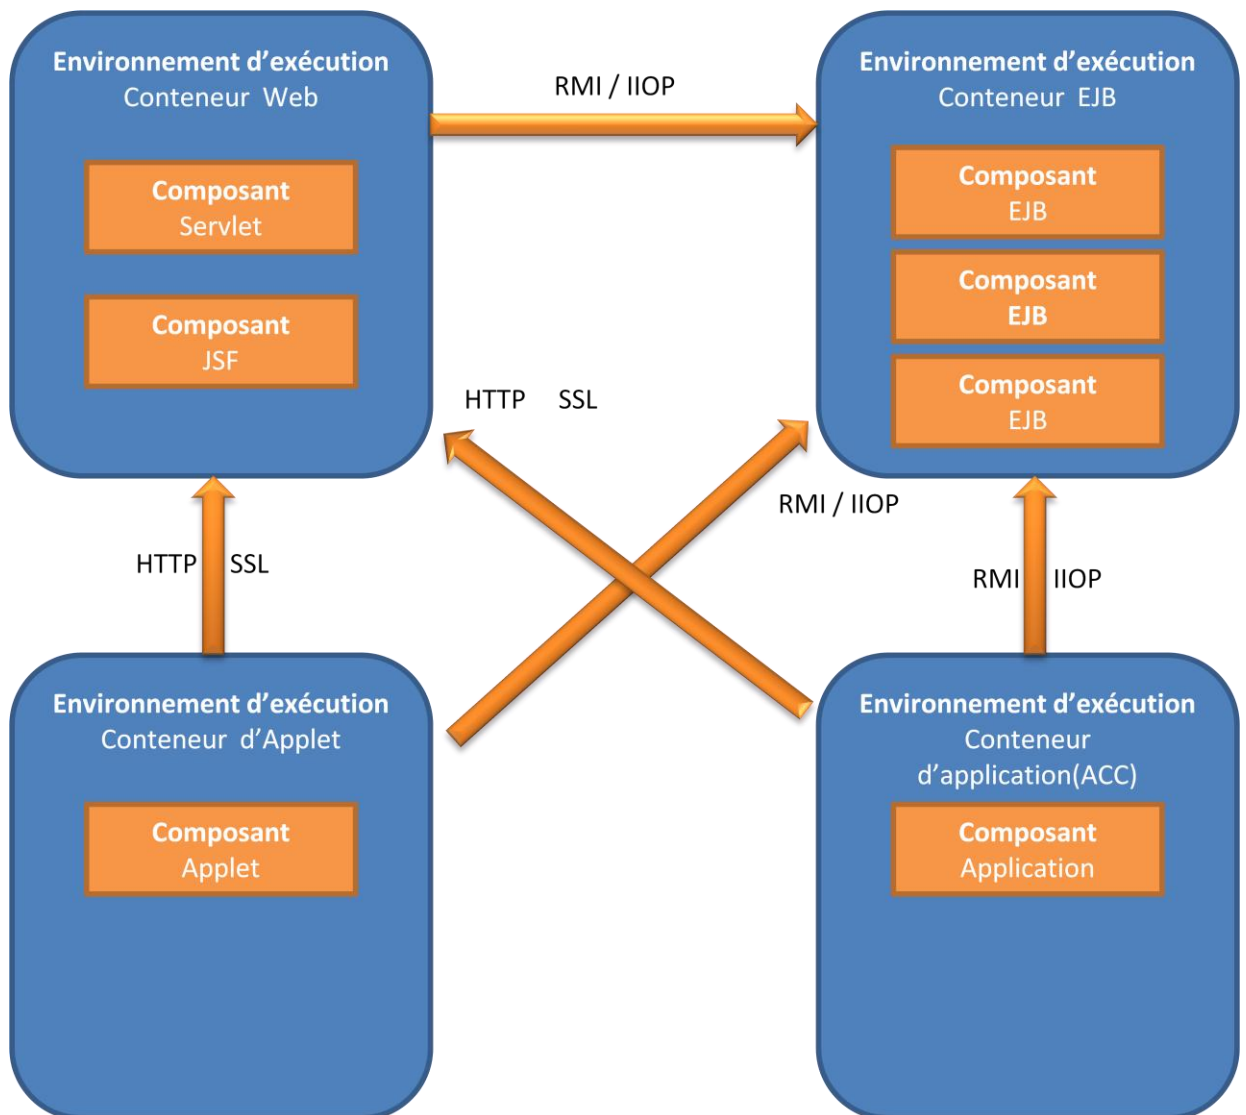 Environnement d'exécution
Conteneur Web
Composant
Servlet
Composant
JSF
RMI / IIOP
Environnement d'exécution
Conteneur EJB
Composant
EJB
Composant
EJB
Composant
EJB
HTTP SSL
RMI / IIOP
HTTP SSL
RMI IIOP
Environnement d'exécution
Conteneur d'Applet
Composant
Applet
Environnement d'exécution
Conteneur
d'application(ACC)
Composant
Application